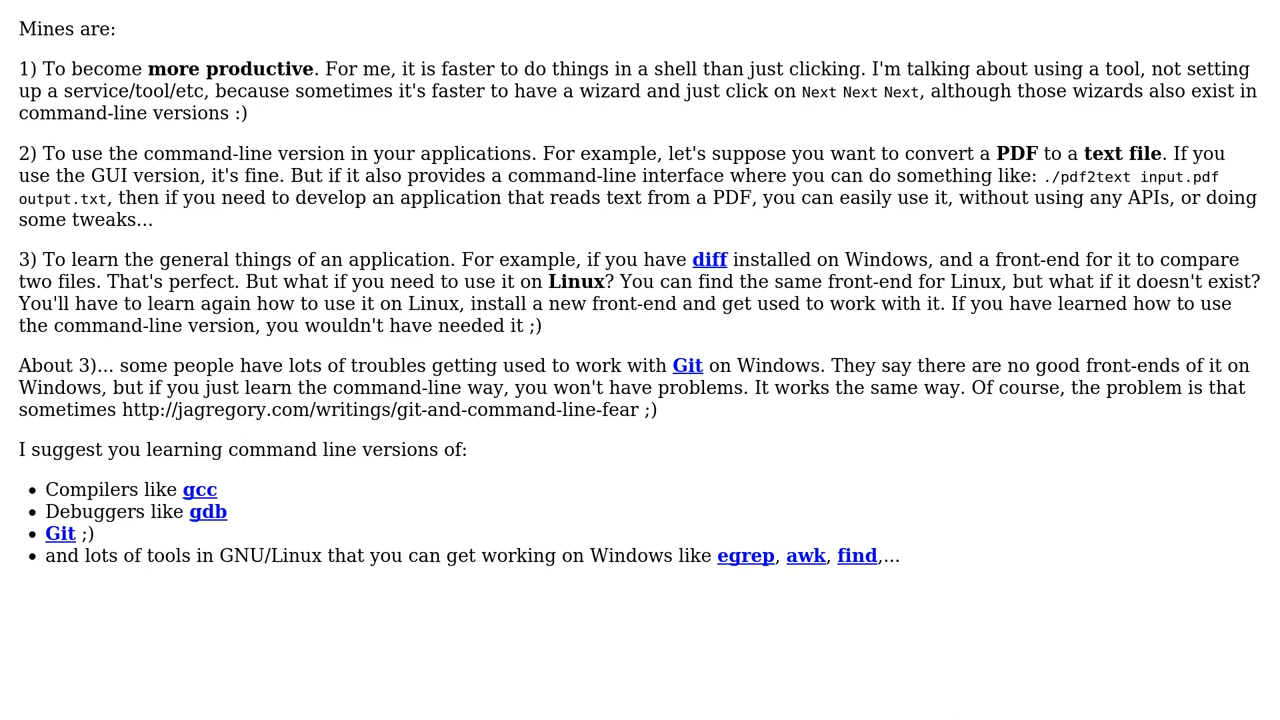 Mines are:
1) To become more productive. For me, it is faster to do things in a shell than just clicking. I'm talking about using a tool, not setting
up a service/tool/etc, because sometimes it's faster to have a wizard and just click on Next Next Next, although those wizards also exist in
command-line versions :)
2) To use the command-line version in your applications. For example, let's suppose you want to convert a PDF to a text file. If you
use the GUI version, it's fine. But if it also provides a command-line interface where you can do something like: ./pdf2text input.pdf
output.txt, then if you need to develop an application that reads text from a PDF, you can easily use it, without using any APIs, or doing
some tweaks...
3) To learn the general things of an application. For example, if you have diff installed on Windows, and a front-end for it to compare
two files. That's perfect. But what if you need to use it on Linux? You can find the same front-end for Linux, but what if it doesn't exist?
You'll have to learn again how to use it on Linux, install a new front-end and get used to work with it. If you have learned how to use
the command-line version, you wouldn't have needed it ;)
About 3)... some people have lots of troubles getting used to work with Git on Windows. They say there are no good front-ends of it on
Windows, but if you just learn the command-line way, you won't have problems. It works the same way. Of course, the problem is that
sometimes http://jagregory.com/writings/git-and-command-line-fear ;)
I suggest you learning command line versions of:
• Compilers like gcc
• Debuggers like gdb
• Git ;)
• and lots of tools in GNU/Linux that you can get working on Windows like egrep, awk, find,...